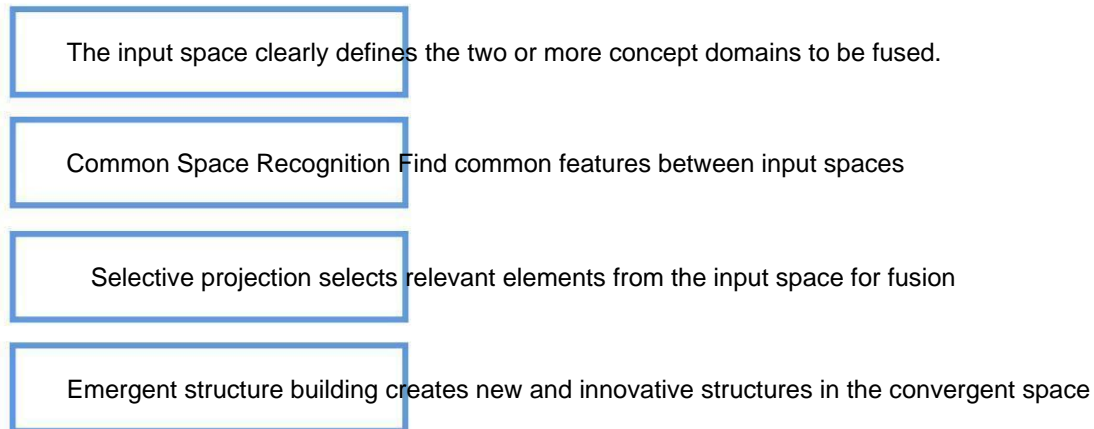 The input space clearly defines the two or more concept domains to be fused.
Common Space Recognition Find common features between input spaces
Selective projection selects relevant elements from the input space for fusion
Emergent structure building creates new and innovative structures in the convergent space